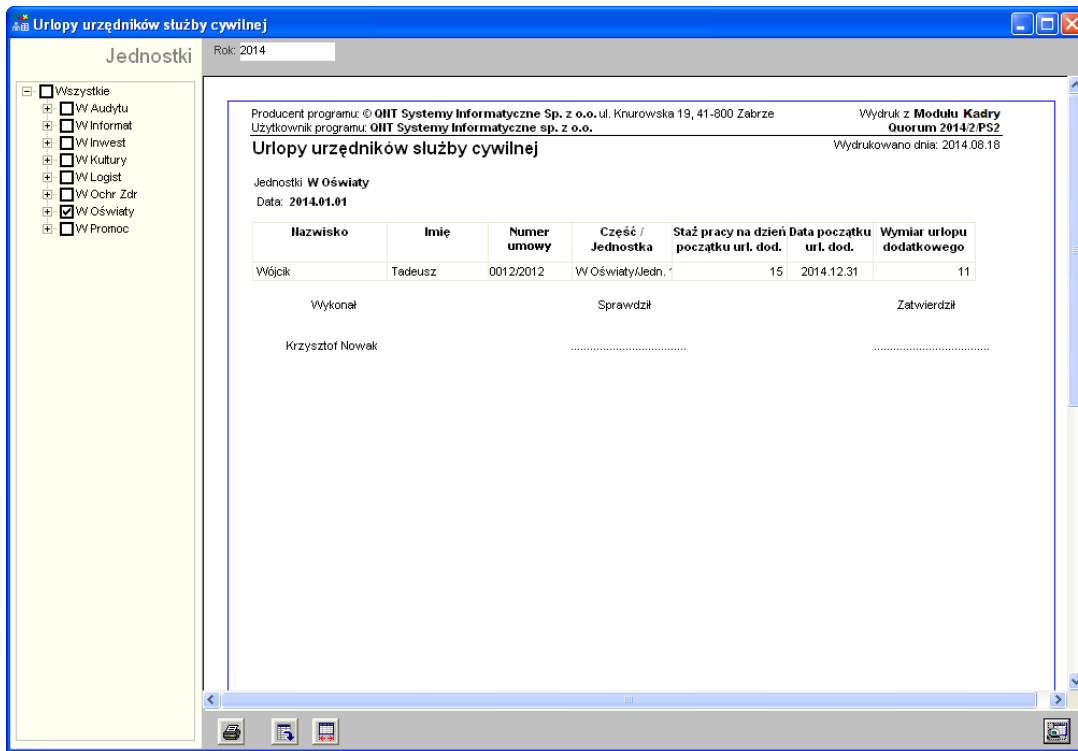 Urlopy urzędników służby cywilnej
Jednostki
Rok: 2014
Wszystkie
W Audytu
W Informat
W Inwest
W Kultury
W Logist
W Ochr Zdr
W Oświaty
W Promoc
Producent programu: © QNT Systemy Informatyczne Sp. z o.o. ul. Knurowska 19, 41-800 Zabrze
Wydruk z Modułu Kadry
Użytkownik programu: QNT Systemy Informatyczne sp. z o.o.
Quorum 2014/2/PS2
Urlopy urzędników służby cywilnej
Wydrukowano dnia: 2014.08.18
Jednostki W Oświaty
Data: 2014.01.01
Nazwisko Imię Numer umowy Część / Jednostka Staż pracy na dzień początku url. dod. Data początku url. dod. Wymiar urlopu dodatkowego
Wójcik Tadeusz 0012/2012 W Oświaty/Jedn. 15 2014.12.31 11
Wykonał Sprawdził Zatwierdził
Krzysztof Nowak .................................... ....................................